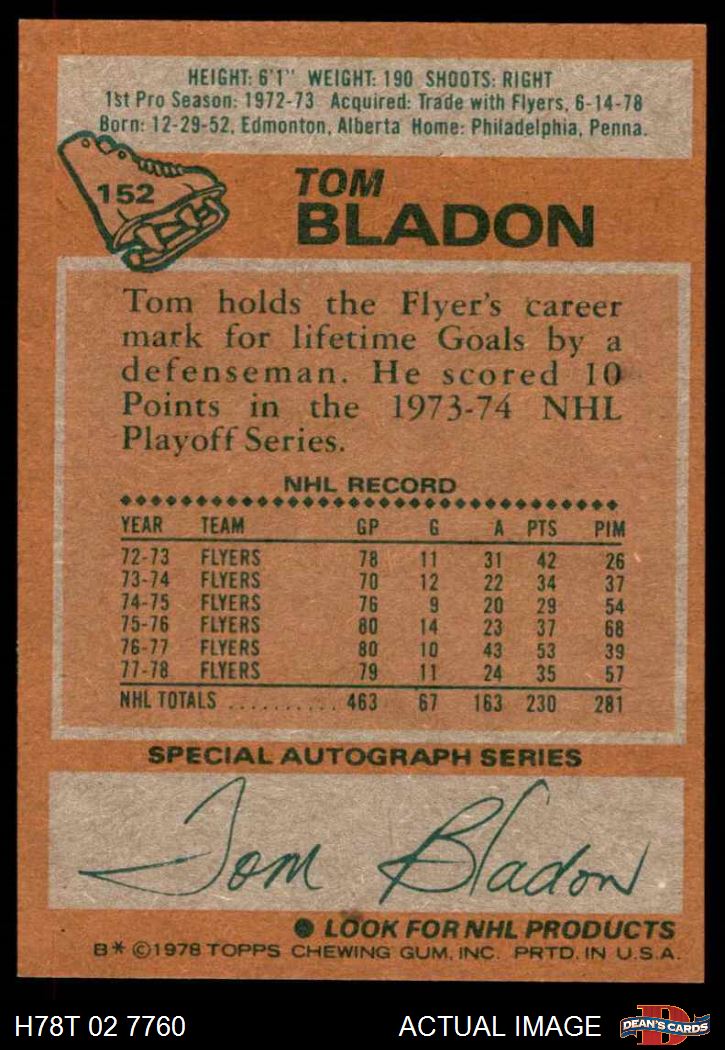 HEIGHT: 6'1" WEIGHT: 190 SHOOTS: RIGHT
1st Pro Season: 1972-73 Acquired: Trade with Flyers, 6-14-78
Born: 12-29-52, Edmonton, Alberta Home: Philadelphia, Penna.
152
TOM
BLADON
Tom holds the Flyer's career
mark for lifetime Goals by a
defenseman. He scored 10
Points in the 1973-74 NHL
Playoff Series.
NHL RECORD
YEAR TEAM GP G A PTS PIM
72-73 FLYERS 78 11 31 42 26
73-74 FLYERS 70 12 22 34 37
74-75 FLYERS 76 9 20 29 54
75-76 FLYERS 80 14 23 37 68
76-77 FLYERS 80 10 43 53 39
77-78 FLYERS 79 11 24 35 57
NHL TOTALS .......... 463 67 163 230 281
SPECIAL AUTOGRAPH SERIES
Tom Bladon
● LOOK FOR NHL PRODUCTS
B* ©1978 TOPPS CHEWING GUM, INC. PRTD. IN U.S.A.
H78T 02 7760 ACTUAL IMAGE DEAN'S CARDS